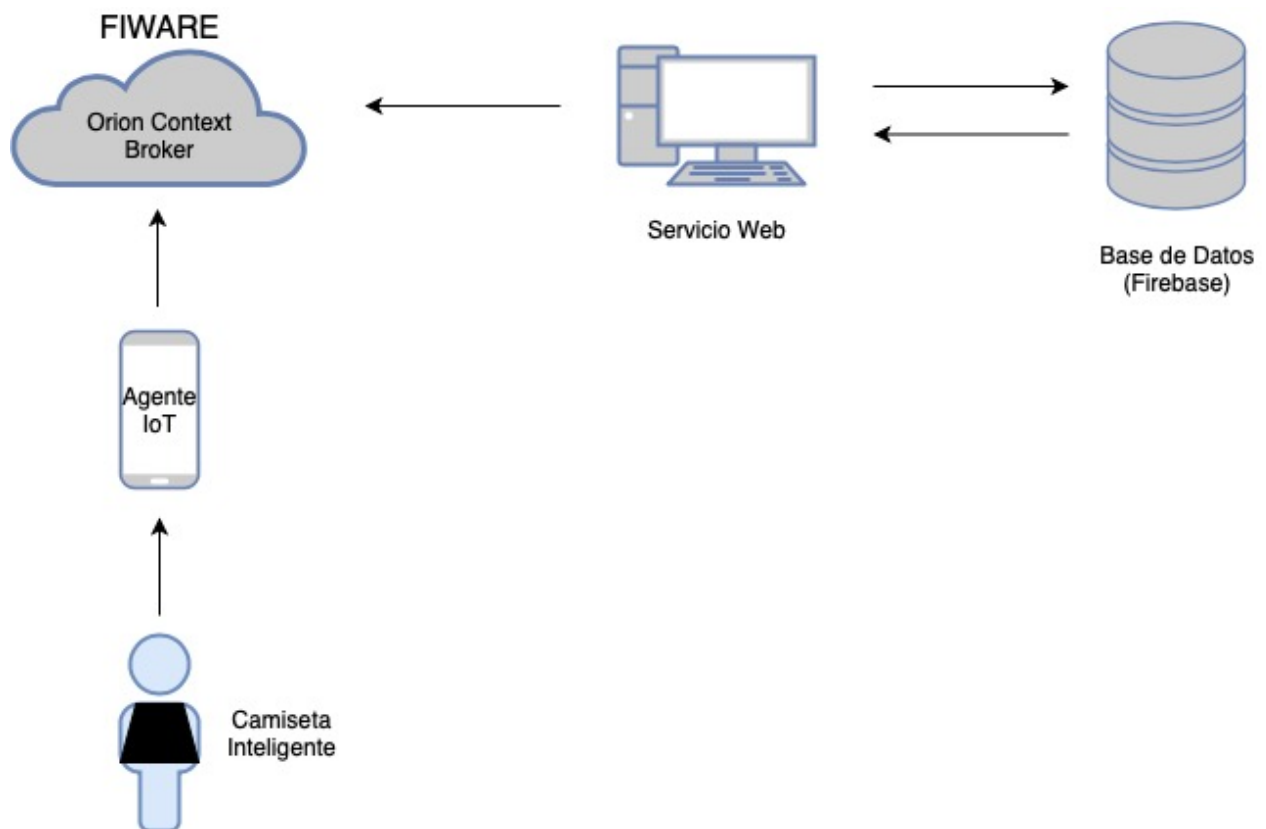 FIWARE
Orion Context
Broker
Servicio Web
Base de Datos
(Firebase)
Agente
IoT
Camiseta
Inteligente